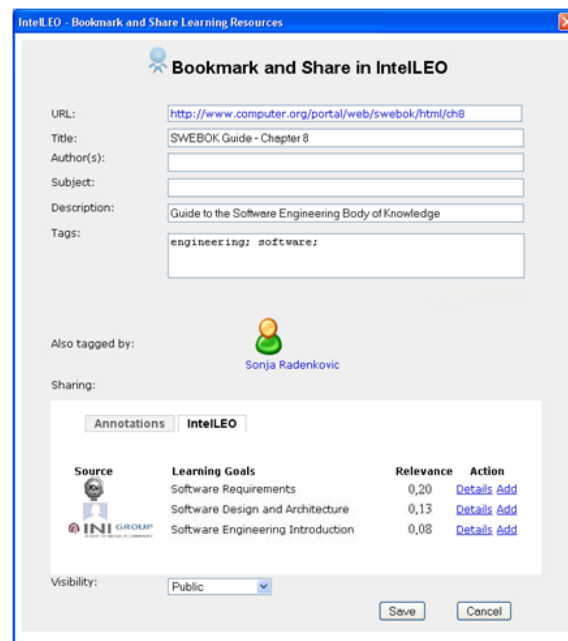 IntelLEO - Bookmark and Share Learning Resources
Bookmark and Share in IntelLEO
URL: http://www.computer.org/portal/web/swebok/html/ch8
Title: SWEBOK Guide - Chapter 8
Author(s):
Subject:
Description: Guide to the Software Engineering Body of Knowledge
Tags: engineering; software;
Also tagged by:
Sonja Radenkovic
Sharing:
Annotations IntelLEO
Source Learning Goals Relevance Action
Software Requirements 0,20 Details Add
Software Design and Architecture 0,13 Details Add
INI GROUP Software Engineering Introduction 0,08 Details Add
Visibility: Public
Save Cancel